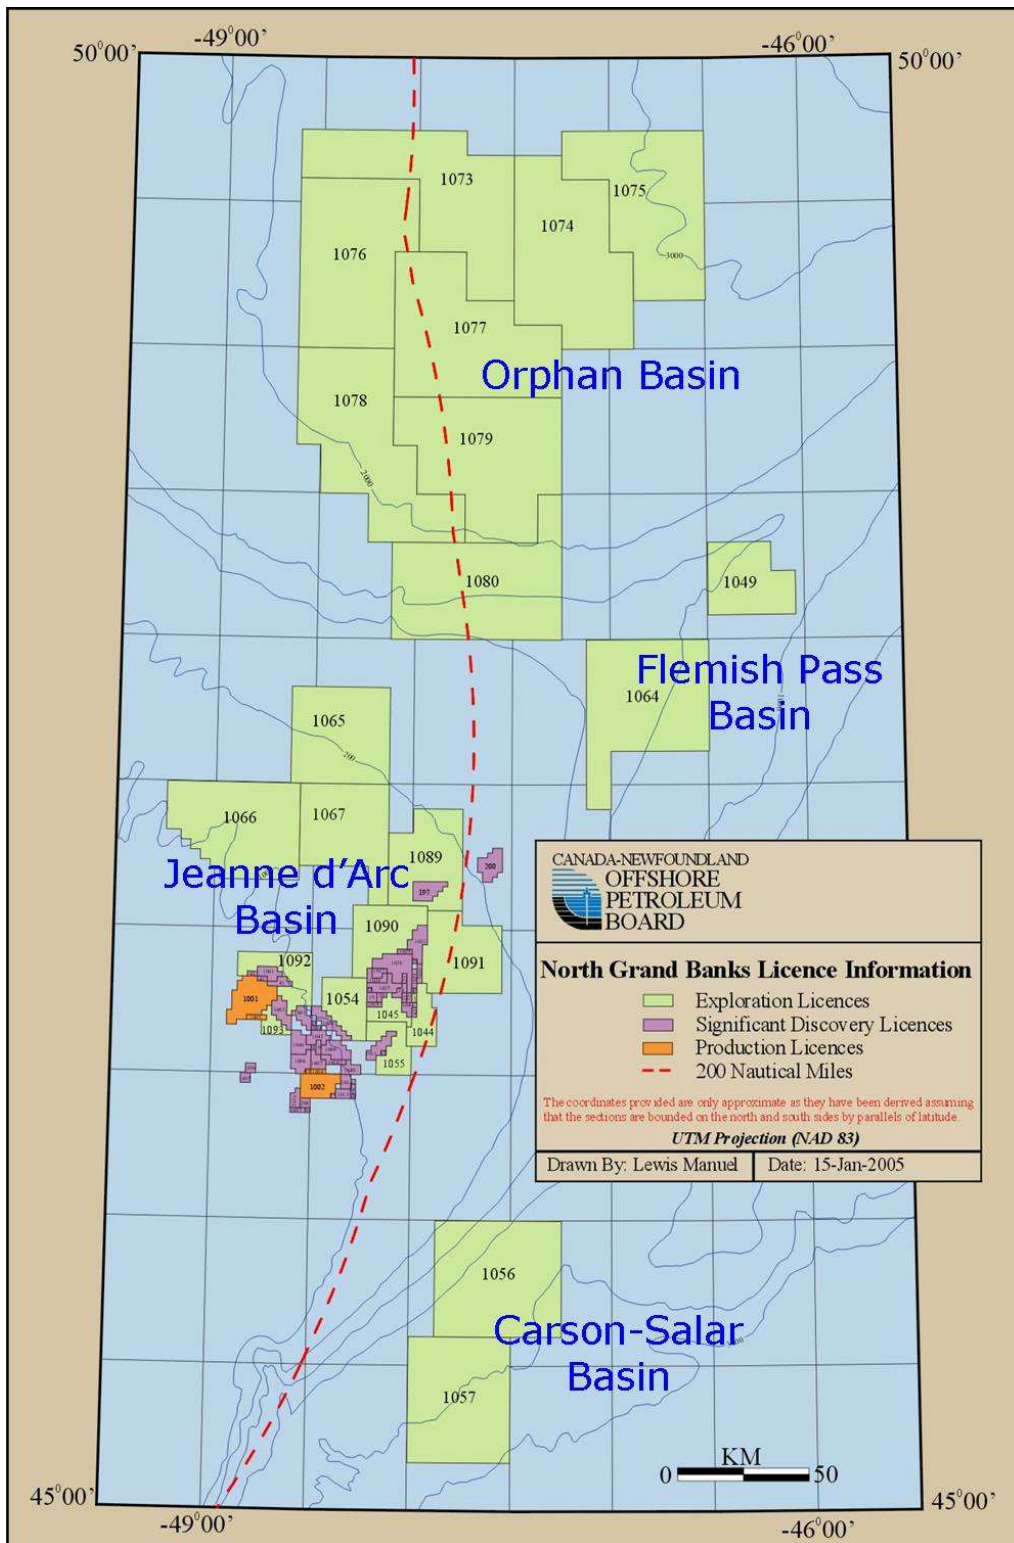 -49°00'
-46°00'
50°00'
50°00'
1073
1075
1074
1076
3000
1077
Orphan Basin
1078
1079
2000
1080
1049
Flemish Pass
1064
Basin
1065
200
1066
1067
1089
200
Jeanne d'Arc
197
Basin
1090
1092
1091
1001
1054
1045
1093
1044
1055
1002
CANADA-NEWFOUNDLAND
OFFSHORE
PETROLEUM
BOARD
North Grand Banks Licence Information
Exploration Licences
Significant Discovery Licences
Production Licences
200 Nautical Miles
The coordinates provided are only approximate as they have been derived assuming
that the sections are bounded on the north and south sides by parallels of latitude.
UTM Projection (NAD 83)
Drawn By: Lewis Manuel
Date: 15-Jan-2005
1056
Carson-Salar
Basin
1057
KM
0
50
45°00'
45°00'
-49°00'
-46°00'